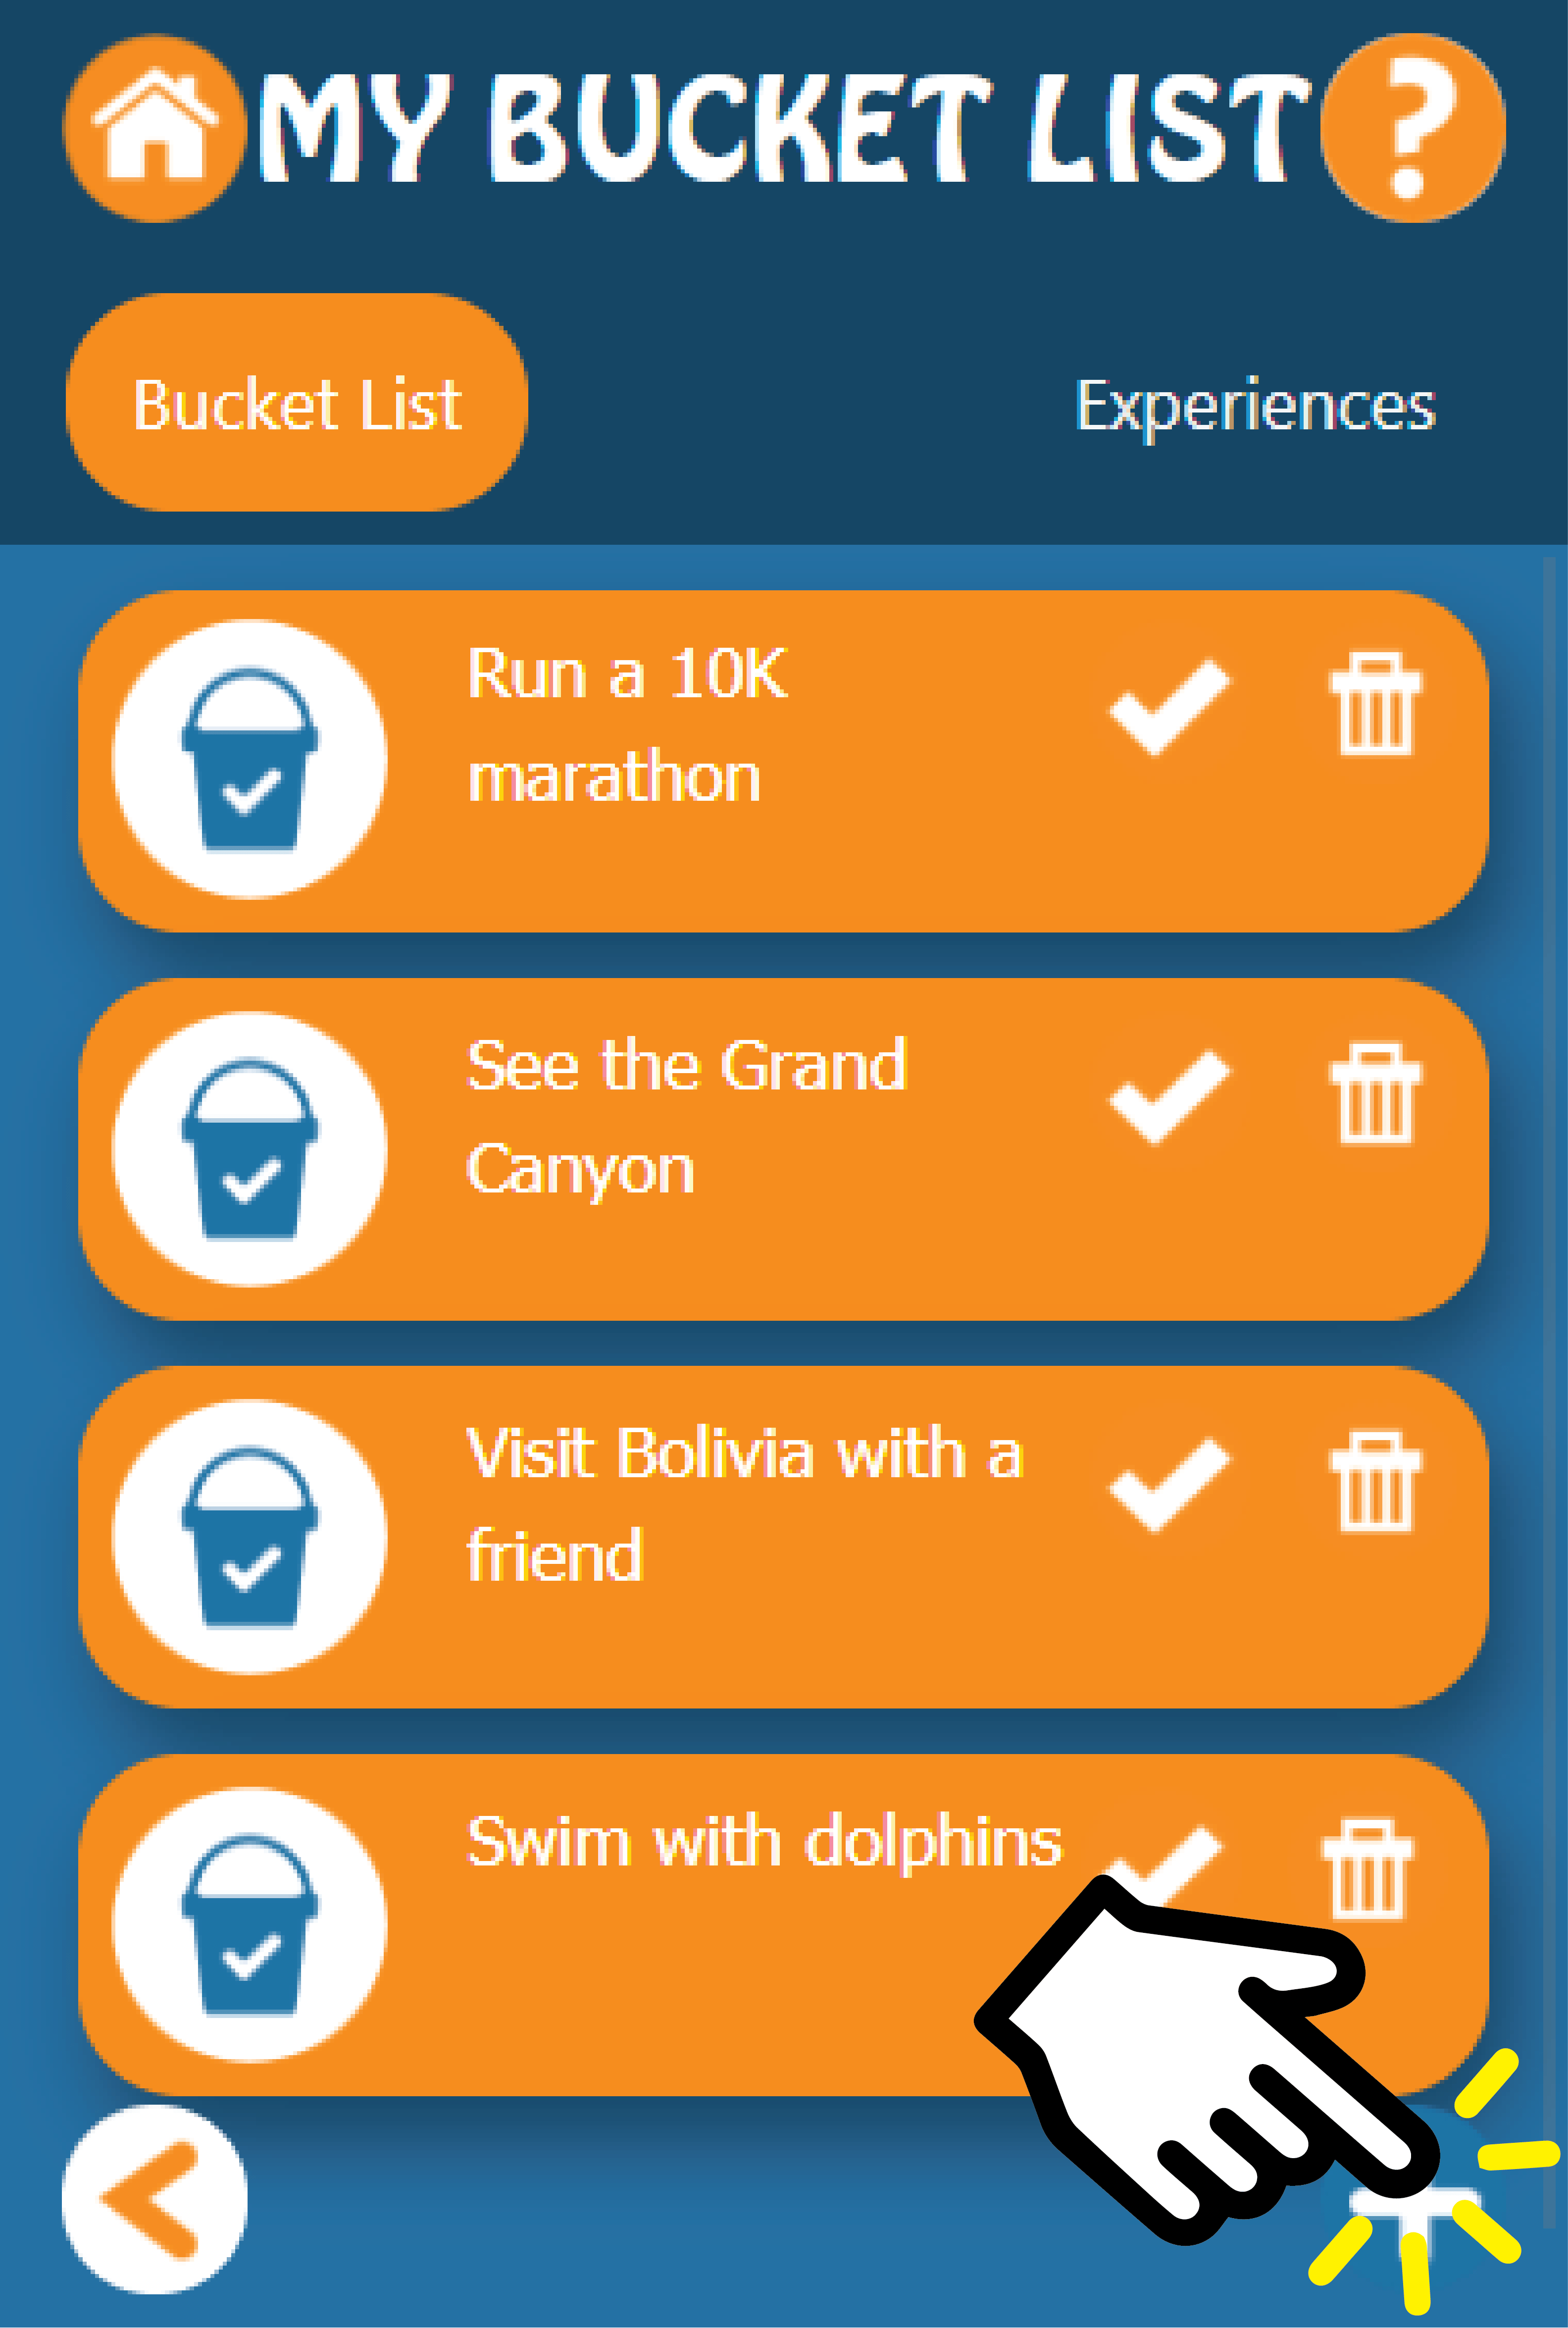 MY BUCKET LIST
Bucket List
Experiences
Run a 10K
marathon
See the Grand
Canyon
Visit Bolivia with a
friend
Swim with dolphins